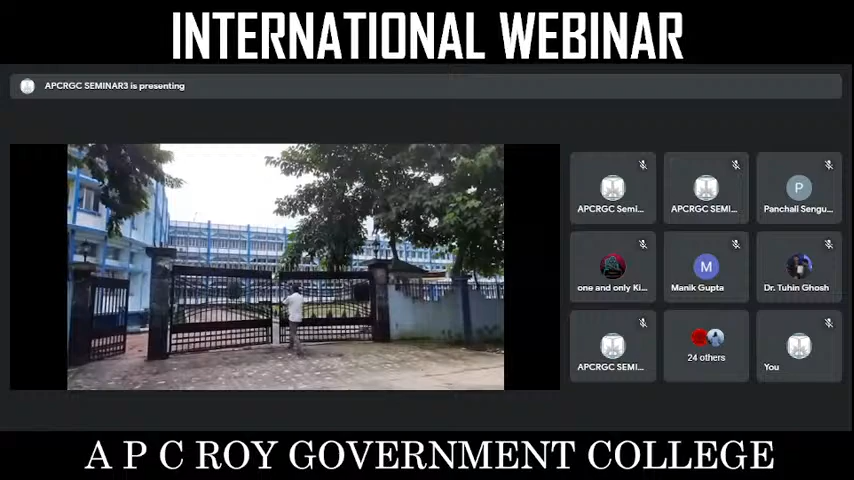 INTERNATIONAL WEBINAR
APCRGC SEMINAR3 is presenting
APCRGC Semi...
APCRGC SEMI...
Panchali Sengu...
one and only Ki...
M
Manik Gupta
Dr. Tuhin Ghosh
P
APCRGC SEMI...
24 others
You
A P C ROY GOVERNMENT COLLEGE